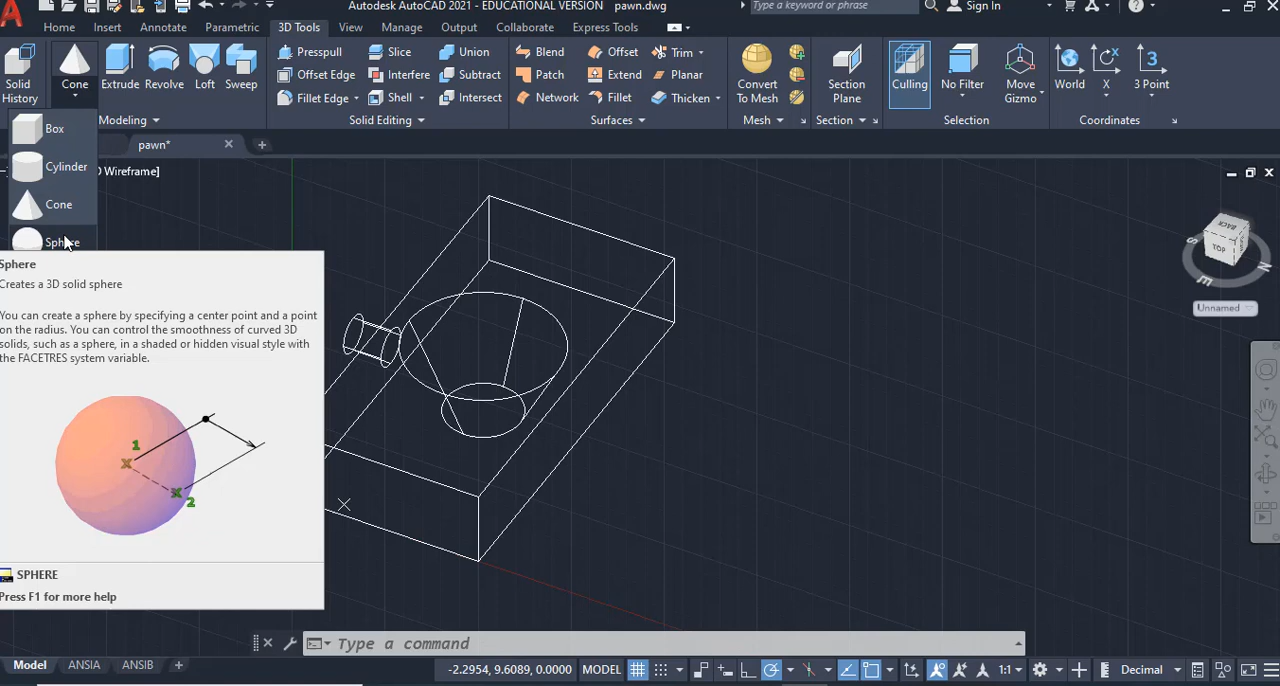 Autodesk AutoCAD 2021 - EDUCATIONAL VERSION pawn.dwg
Type a keyword or phrase
Sign In
Home Insert Annotate Parametric 3D Tools View Manage Output Collaborate Express Tools
Solid History
Cone
Extrude
Revolve
Loft
Sweep
Presspull
Offset Edge
Fillet Edge
Slice
Interfere
Shell
Union
Subtract
Intersect
Blend
Patch
Network
Offset
Extend
Fillet
Trim
Planar
Thicken
Convert To Mesh
Section Plane
Culling
No Filter
Move Gizmo
World
X
3 Point
Modeling
Solid Editing
Surfaces
Mesh
Section
Selection
Coordinates
pawn*
D Wireframe]
Box
Cylinder
Cone
Sphere
Sphere
Creates a 3D solid sphere
You can create a sphere by specifying a center point and a point
on the radius. You can control the smoothness of curved 3D
solids, such as a sphere, in a shaded or hidden visual style with
the FACETRES system variable.
1
2
SPHERE
Press F1 for more help
BACK
TOP
S
N
E
Unnamed
Type a command
Model ANSIA ANSIB
-2.2954, 9.6089, 0.0000 MODEL
1:1
Decimal